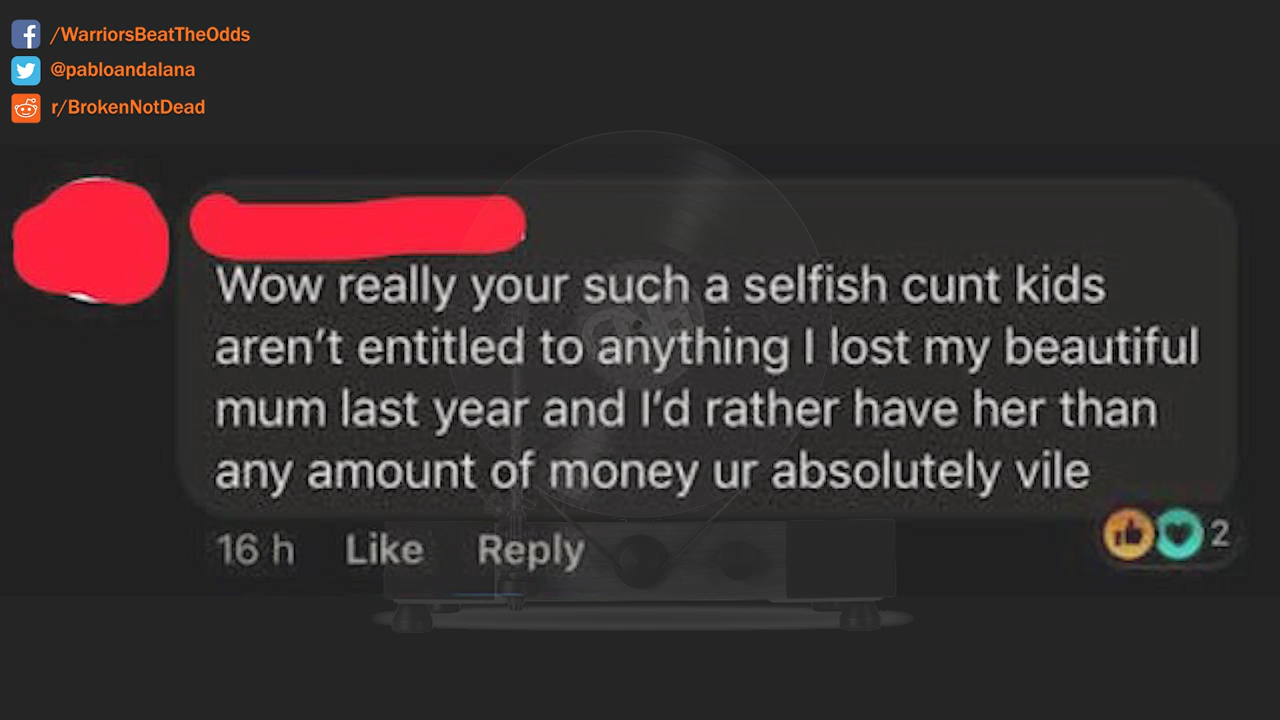 /WarriorsBeatTheOdds
@pabloandalana
r/BrokenNotDead
Wow really your such a selfish cunt kids
aren't entitled to anything I lost my beautiful
mum last year and I'd rather have her than
any amount of money ur absolutely vile
16 h Like Reply
2